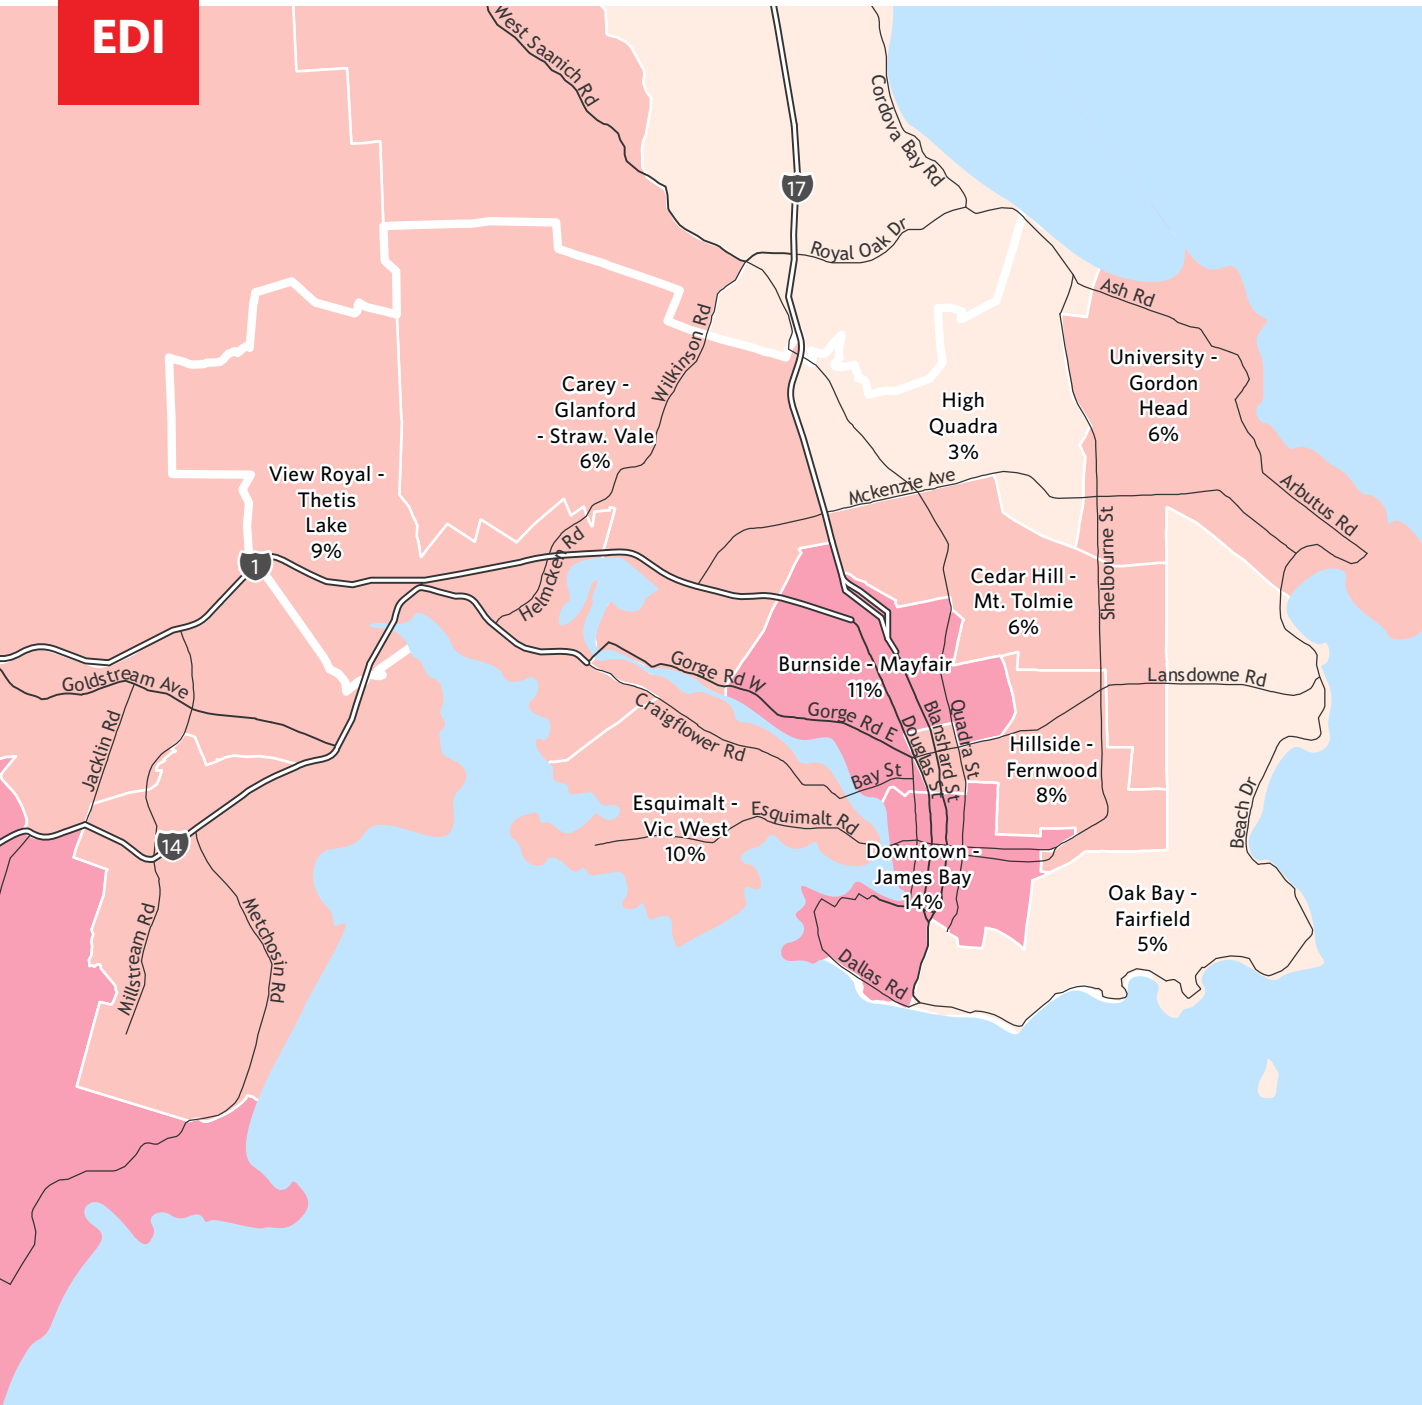 EDI
West Saanich Rd
Cordova Bay Rd
17
Royal Oak Dr
Ash Rd
Wilkinson Rd
University -
Gordon
Head
6%
Carey -
Glanford
- Straw. Vale
6%
High
Quadra
3%
View Royal -
Thetis
Lake
9%
Mckenzie Ave
Arbutus Rd
Shelbourne St
1
Helmcken Rd
Cedar Hill -
Mt. Tolmie
6%
Burnside - Mayfair
11%
Gorge Rd W
Lansdowne Rd
Goldstream Ave
Jacklin Rd
Craigflower Rd
Gorge Rd E
Douglas St
Blanshard St
Quadra St
Hillside -
Fernwood
8%
Bay St
Beach Dr
Esquimalt -
Vic West
10%
Esquimalt Rd
14
Downtown -
James Bay
14%
Oak Bay -
Fairfield
5%
Millstream Rd
Metchosin Rd
Dallas Rd